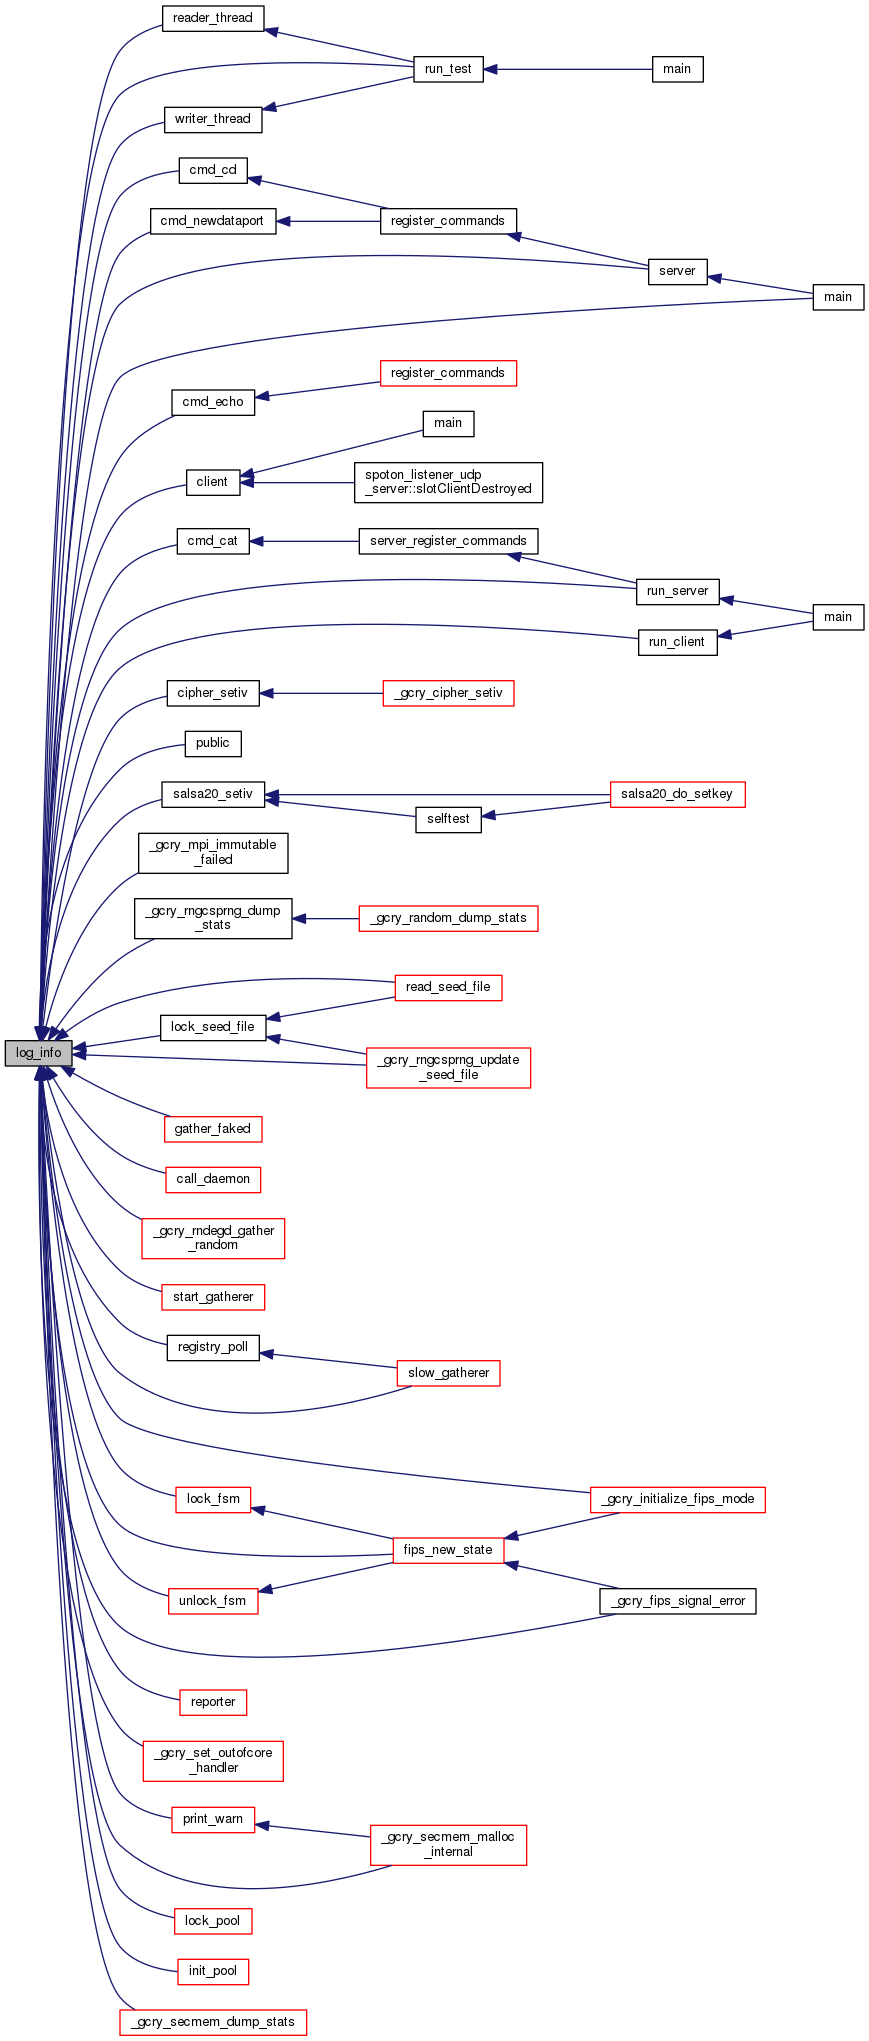 reader_thread
run_test
main
writer_thread
cmd_cd
cmd_newdataport
register_commands
server
main
register_commands
cmd_echo
main
client
spoton_listener_udp
_server::slotClientDestroyed
cmd_cat
server_register_commands
run_server
main
run_client
cipher_setiv
_gcry_cipher_setiv
public
salsa20_setiv
salsa20_do_setkey
selftest
_gcry_mpi_immutable
_failed
_gcry_rngcsprng_dump
_stats
_gcry_random_dump_stats
read_seed_file
lock_seed_file
log_info
_gcry_rngcsprng_update
_seed_file
gather_faked
call_daemon
_gcry_rndegd_gather
_random
start_gatherer
registry_poll
slow_gatherer
lock_fsm
_gcry_initialize_fips_mode
fips_new_state
unlock_fsm
_gcry_fips_signal_error
reporter
_gcry_set_outofcore
_handler
print_warn
_gcry_secmem_malloc
_internal
lock_pool
init_pool
_gcry_secmem_dump_stats